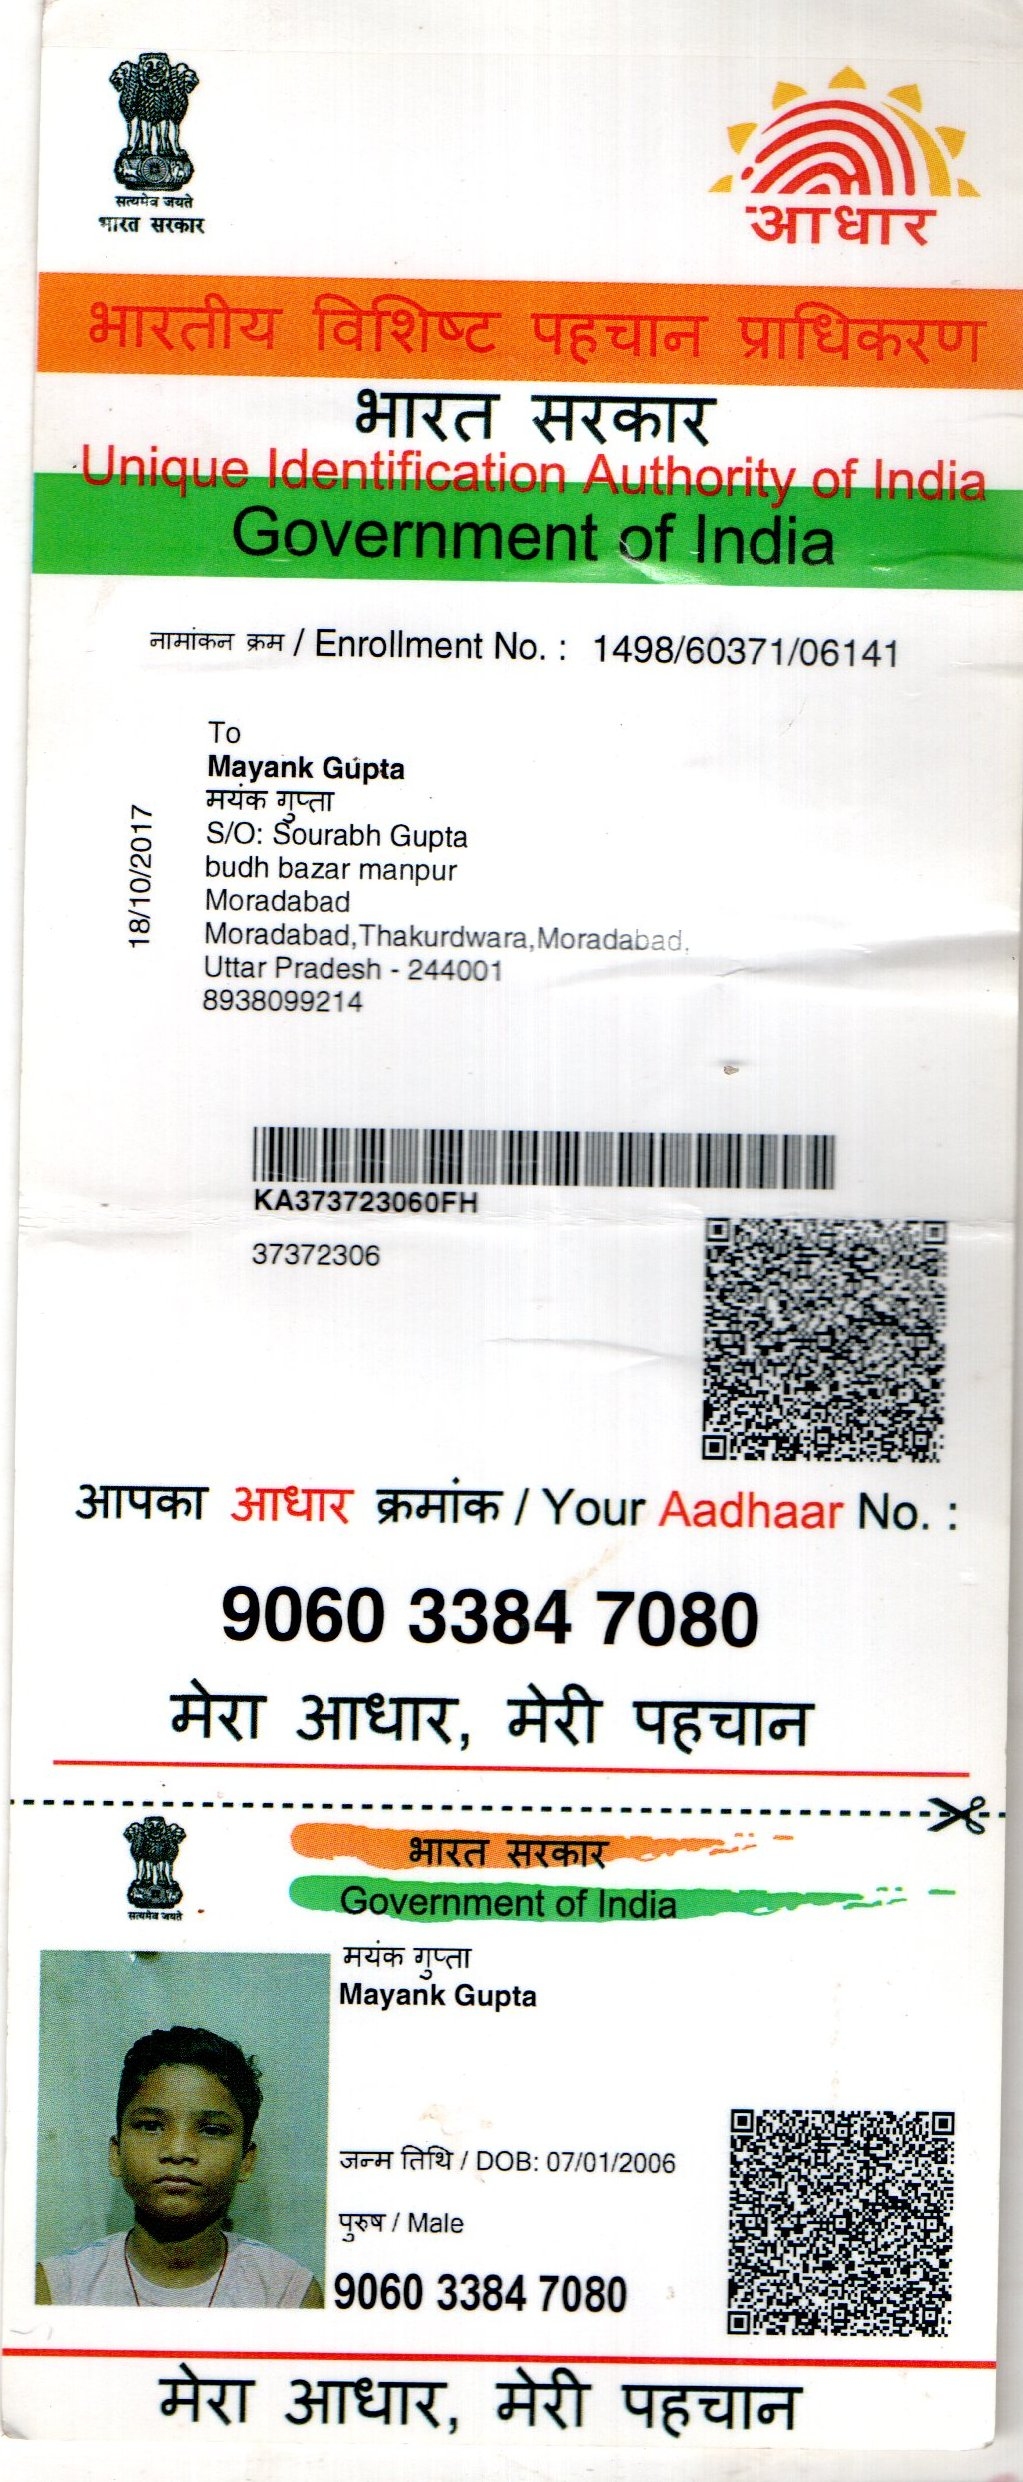 सत्यमेव जयते
भारत सरकार
आधार
भारतीय विशिष्ट पहचान प्राधिकरण
भारत सरकार
Unique Identification Authority of India
Government of India
नामांकन क्रम / Enrollment No. : 1498/60371/06141
To
Mayank Gupta
मयंक गुप्ता
S/O: Sourabh Gupta
budh bazar manpur
Moradabad
Moradabad,Thakurdwara,Moradabad,
Uttar Pradesh - 244001
8938099214
18/10/2017
KA373723060FH
37372306
आपका आधार क्रमांक / Your Aadhaar No. :
9060 3384 7080
मेरा आधार, मेरी पहचान
सत्यमेव जयते
भारत सरकार
Government of India
मयंक गुप्ता
Mayank Gupta
जन्म तिथि / DOB: 07/01/2006
पुरुष / Male
9060 3384 7080
मेरा आधार, मेरी पहचान